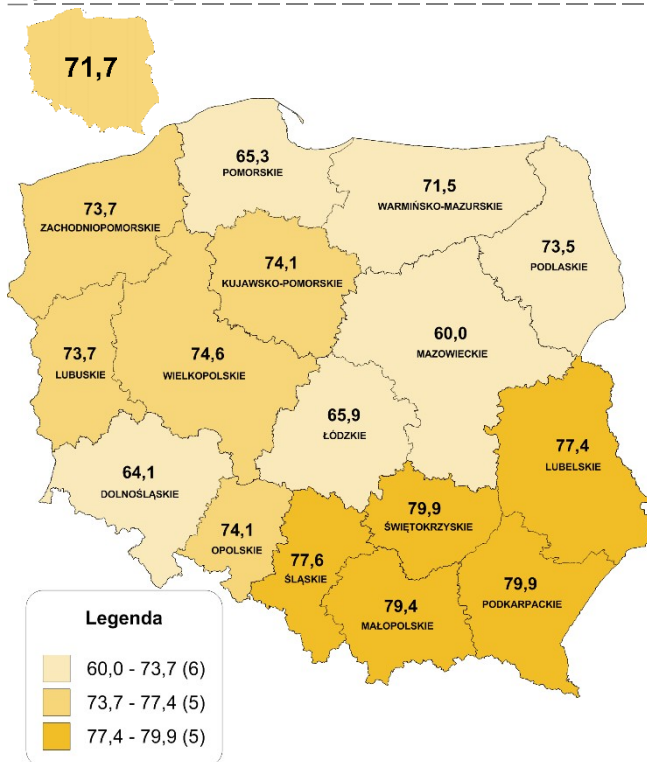 71,7
65,3
POMORSKIE
71,5
WARMIŃSKO-MAZURSKIE
73,7
ZACHODNIOPOMORSKIE
74,1
KUJAWSKO-POMORSKIE
73,5
PODLASKIE
60,0
MAZOWIECKIE
73,7
LUBUSKIE
74,6
WIELKOPOLSKIE
65,9
ŁÓDZKIE
77,4
LUBELSKIE
64,1
DOLNOŚLĄSKIE
74,1
OPOLSKIE
77,6
ŚLĄSKIE
79,9
ŚWIĘTOKRZYSKIE
79,4
MAŁOPOLSKIE
79,9
PODKARPACKIE
Legenda
60,0 - 73,7 (6)
73,7 - 77,4 (5)
77,4 - 79,9 (5)